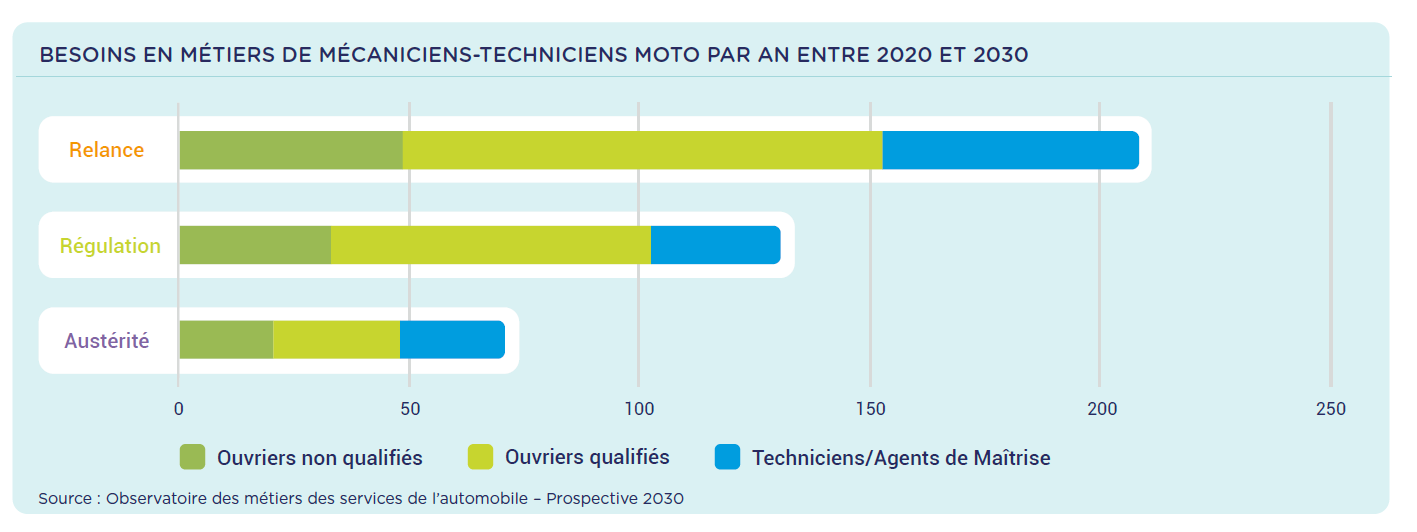 BESOINS EN MÉTIERS DE MÉCANICIENS-TECHNICIENS MOTO PAR AN ENTRE 2020 ET 2030
Relance
Régulation
Austérité
0 50 100 150 200 250
Ouvriers non qualifiés Ouvriers qualifiés Techniciens/Agents de Maîtrise
Source : Observatoire des métiers des services de l'automobile – Prospective 2030